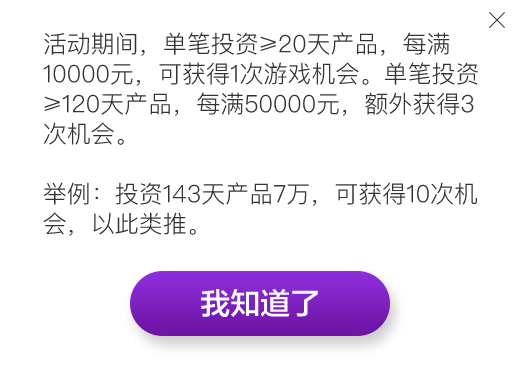 活动期间，单笔投资≥20天产品，每满
10000元，可获得1次游戏机会。单笔投资
≥120天产品，每满50000元，额外获得3
次机会。
举例：投资143天产品7万，可获得10次机
会，以此类推。
我知道了